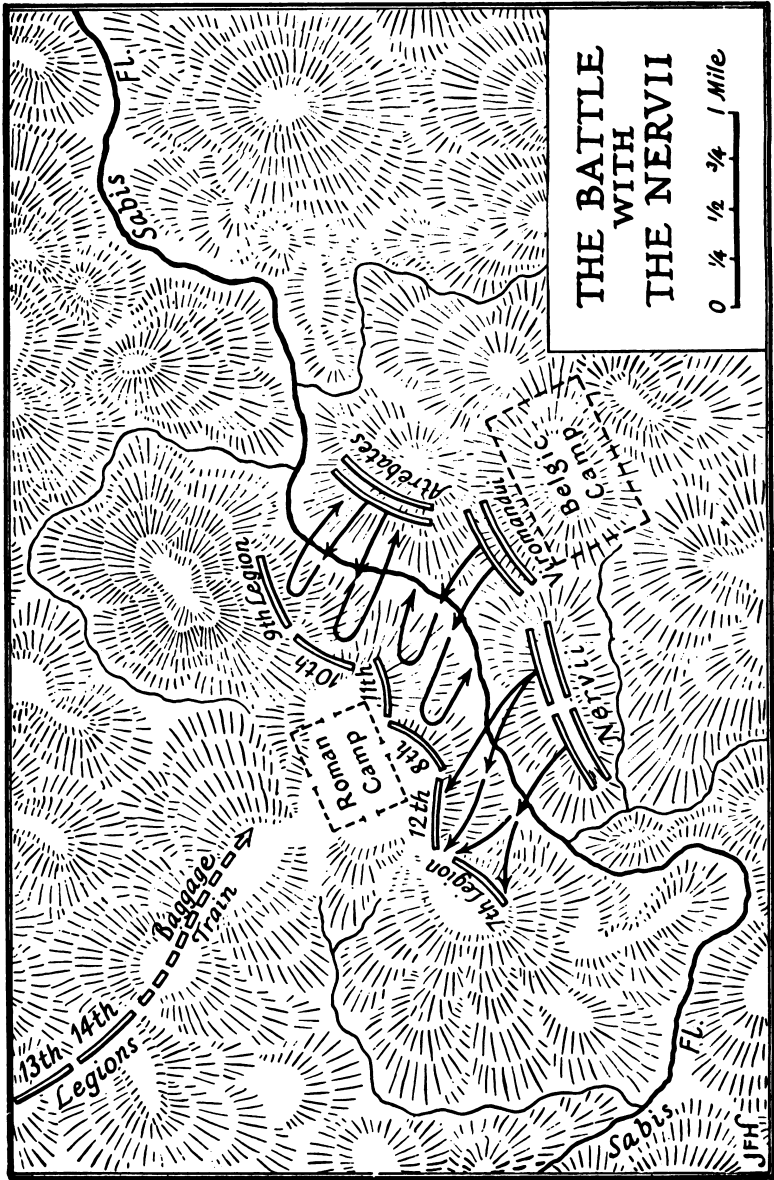 THE BATTLE
WITH
THE NERVII
0 1/4 1/2 3/4 1 Mile
Fl.
Sabis
Atrebates
Viromandui
Belgic
Camp
Nervii
9th Legion
10th
11th
8th
12th
7th Legion
Roman
Camp
Baggage
Train
13th 14th
Legions
Sabis
Fl.
JFH